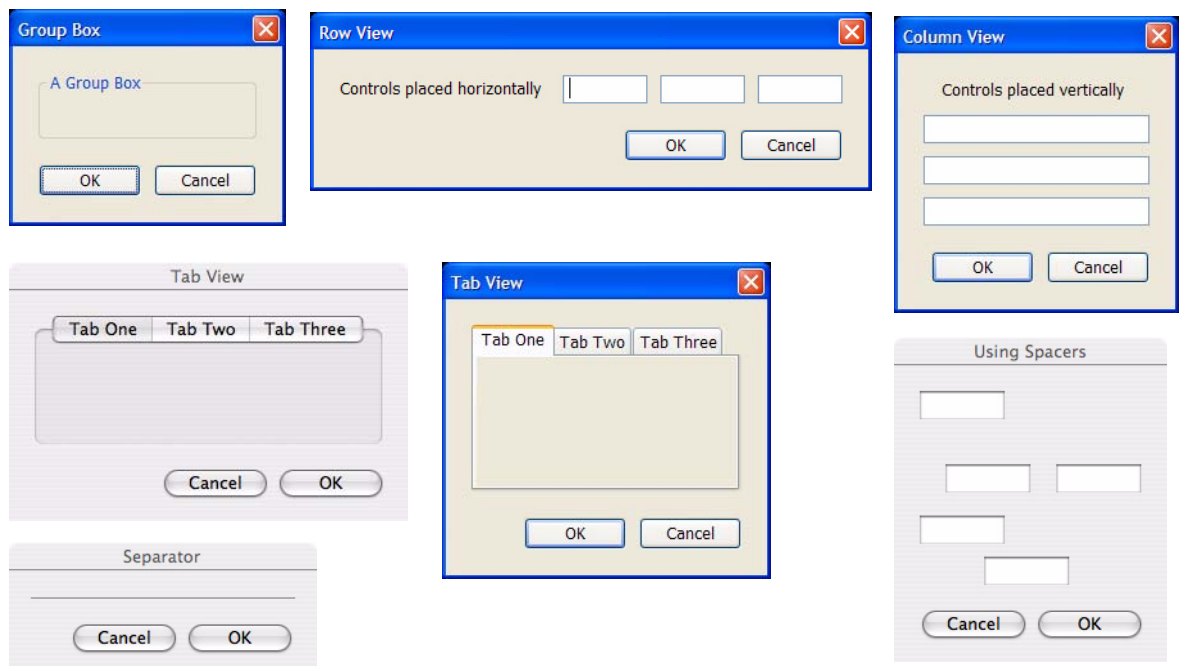 Group Box
A Group Box
OK Cancel
Row View
Controls placed horizontally
OK Cancel
Column View
Controls placed vertically
OK Cancel
Tab View
Tab One Tab Two Tab Three
Cancel OK
Tab View
Tab One Tab Two Tab Three
OK Cancel
Using Spacers
Cancel OK
Separator
Cancel OK